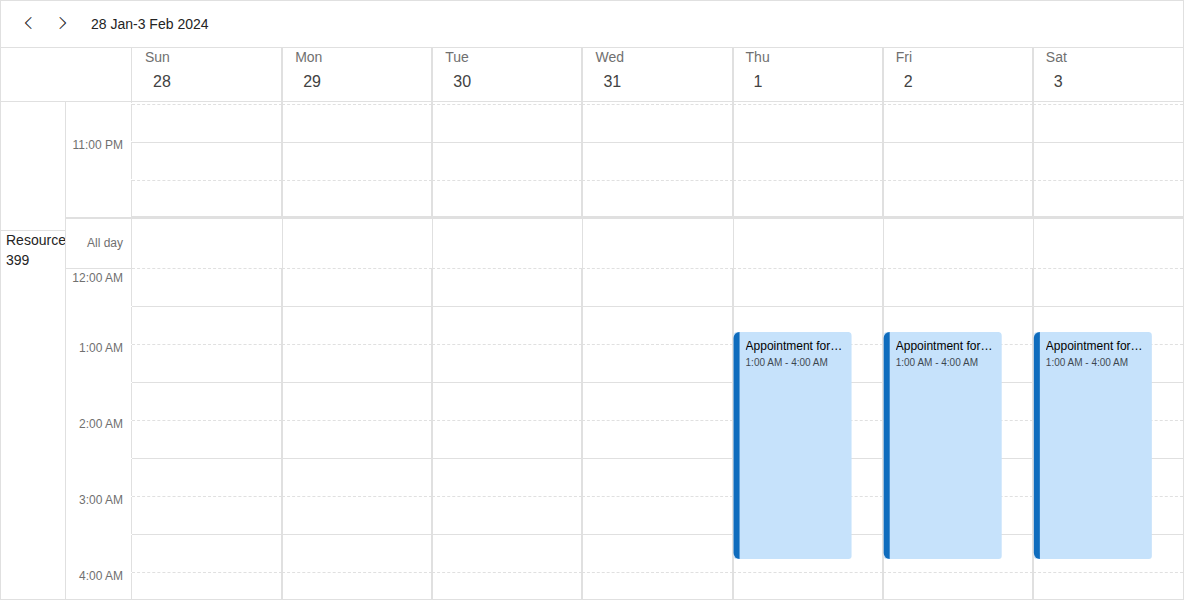 28 Jan-3 Feb 2024
Sun Mon Tue Wed Thu Fri Sat
28 29 30 31 1 2 3
11:00 PM
Resource
399
All day
12:00 AM
1:00 AM
Appointment for… Appointment for… Appointment for…
1:00 AM - 4:00 AM 1:00 AM - 4:00 AM 1:00 AM - 4:00 AM
2:00 AM
3:00 AM
4:00 AM